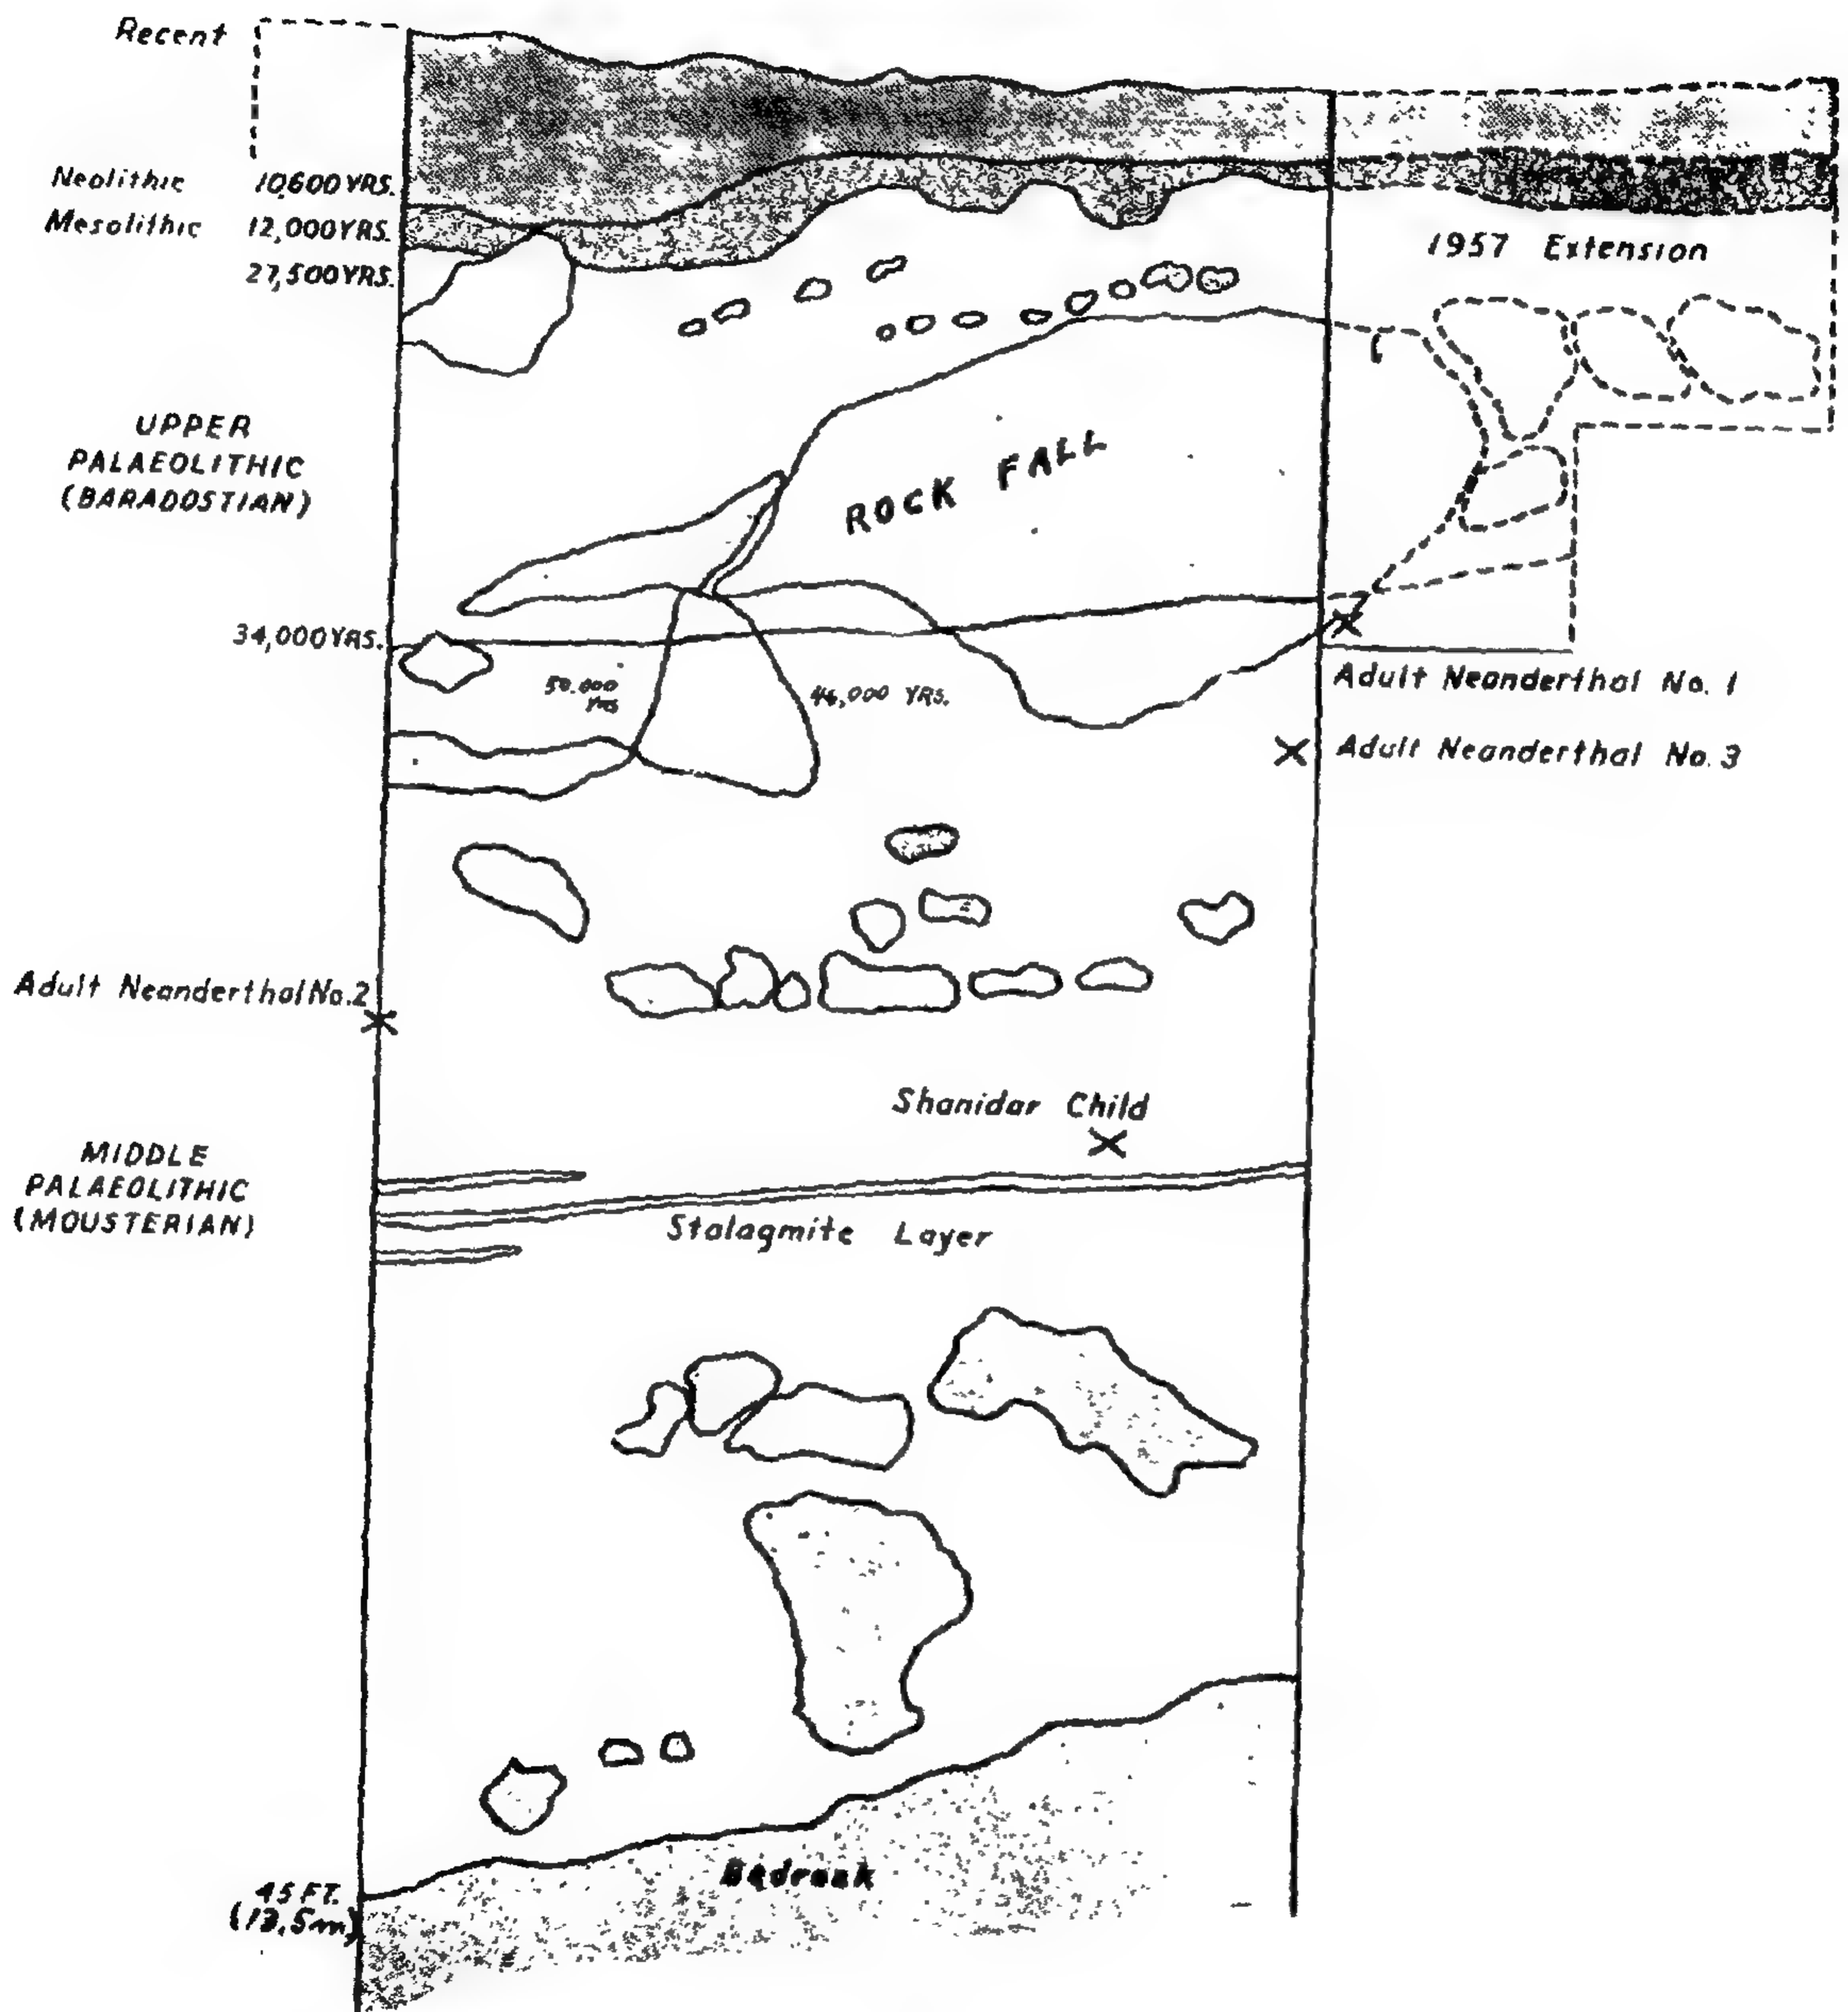 Recent
Neolithic 10,600 YRS.
Mesolithic 12,000 YRS.
27,500 YRS.
1957 Extension
UPPER
PALAEOLITHIC
(BARADOSTIAN)
ROCK FALL
34,000 YRS.
50.000
Yrs
46,000 YRS.
Adult Neanderthal No. 1
Adult Neanderthal No. 3
Adult Neanderthal No. 2
Shanidar Child
MIDDLE
PALAEOLITHIC
(MOUSTERIAN)
Stalagmite Layer
Bedrock
45 FT.
(13,5m)